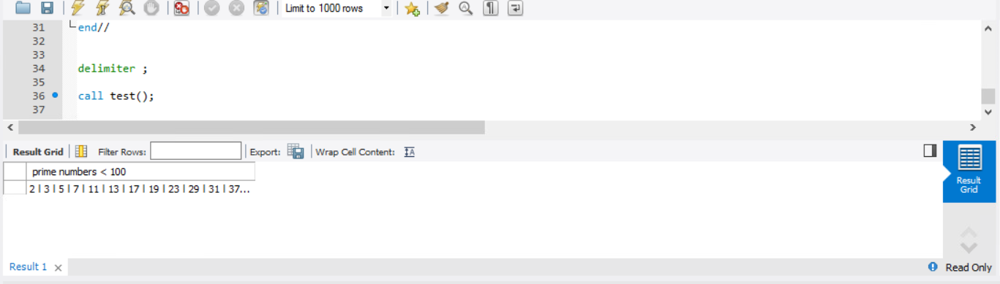 Limit to 1000 rows
31 end//
32
33
34 delimiter ;
35
36 call test();
37
Result Grid Filter Rows: Export: Wrap Cell Content: IA
prime numbers < 100
2 | 3 | 5 | 7 | 11 | 13 | 17 | 19 | 23 | 29 | 31 | 37...
Result
Grid
Result 1 × Read Only